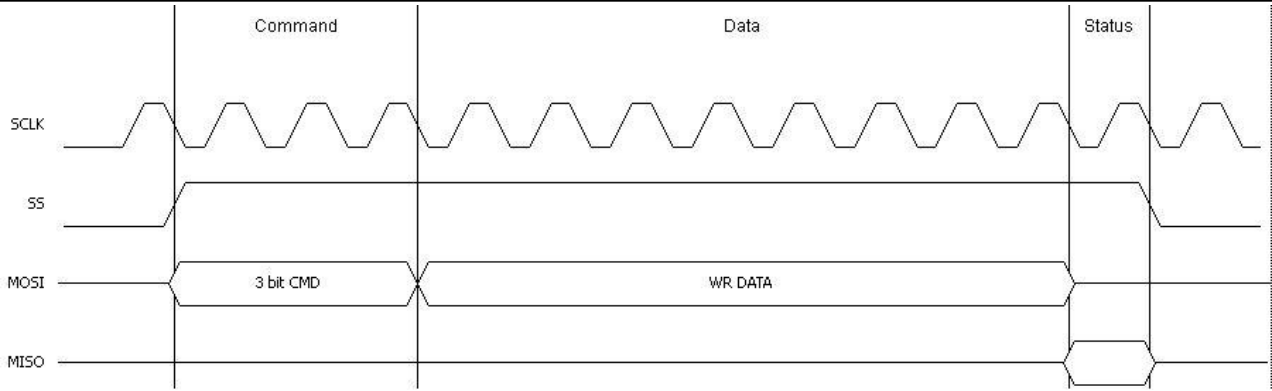 Command Data Status
SCLK
SS
MOSI 3 bit CMD WR DATA
MISO